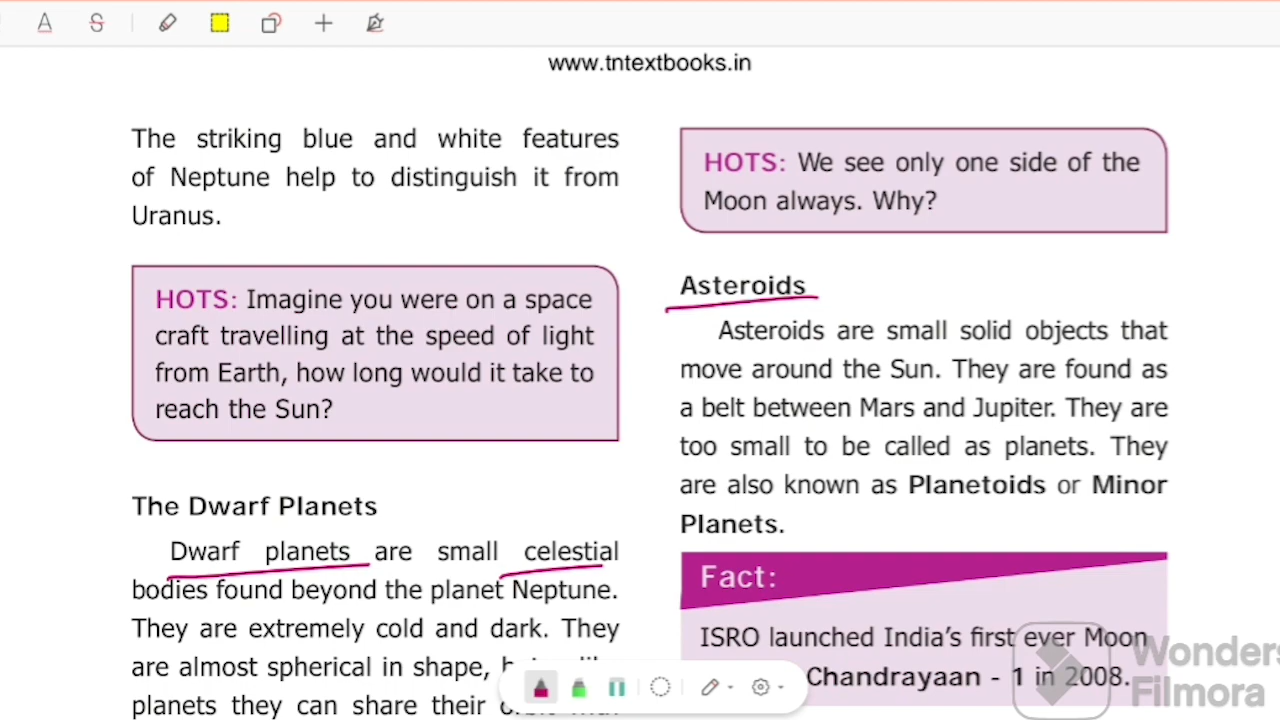 www.tntextbooks.in
The striking blue and white features
of Neptune help to distinguish it from
Uranus.
HOTS: Imagine you were on a space
craft travelling at the speed of light
from Earth, how long would it take to
reach the Sun?
The Dwarf Planets
Dwarf planets are small celestial
bodies found beyond the planet Neptune.
They are extremely cold and dark. They
are almost spherical in shape,
planets they can share their
HOTS: We see only one side of the
Moon always. Why?
Asteroids
Asteroids are small solid objects that
move around the Sun. They are found as
a belt between Mars and Jupiter. They are
too small to be called as planets. They
are also known as Planetoids or Minor
Planets.
Fact:
ISRO launched India's first ever Moon
Chandrayaan - 1 in 2008.
Wonders
Filmora